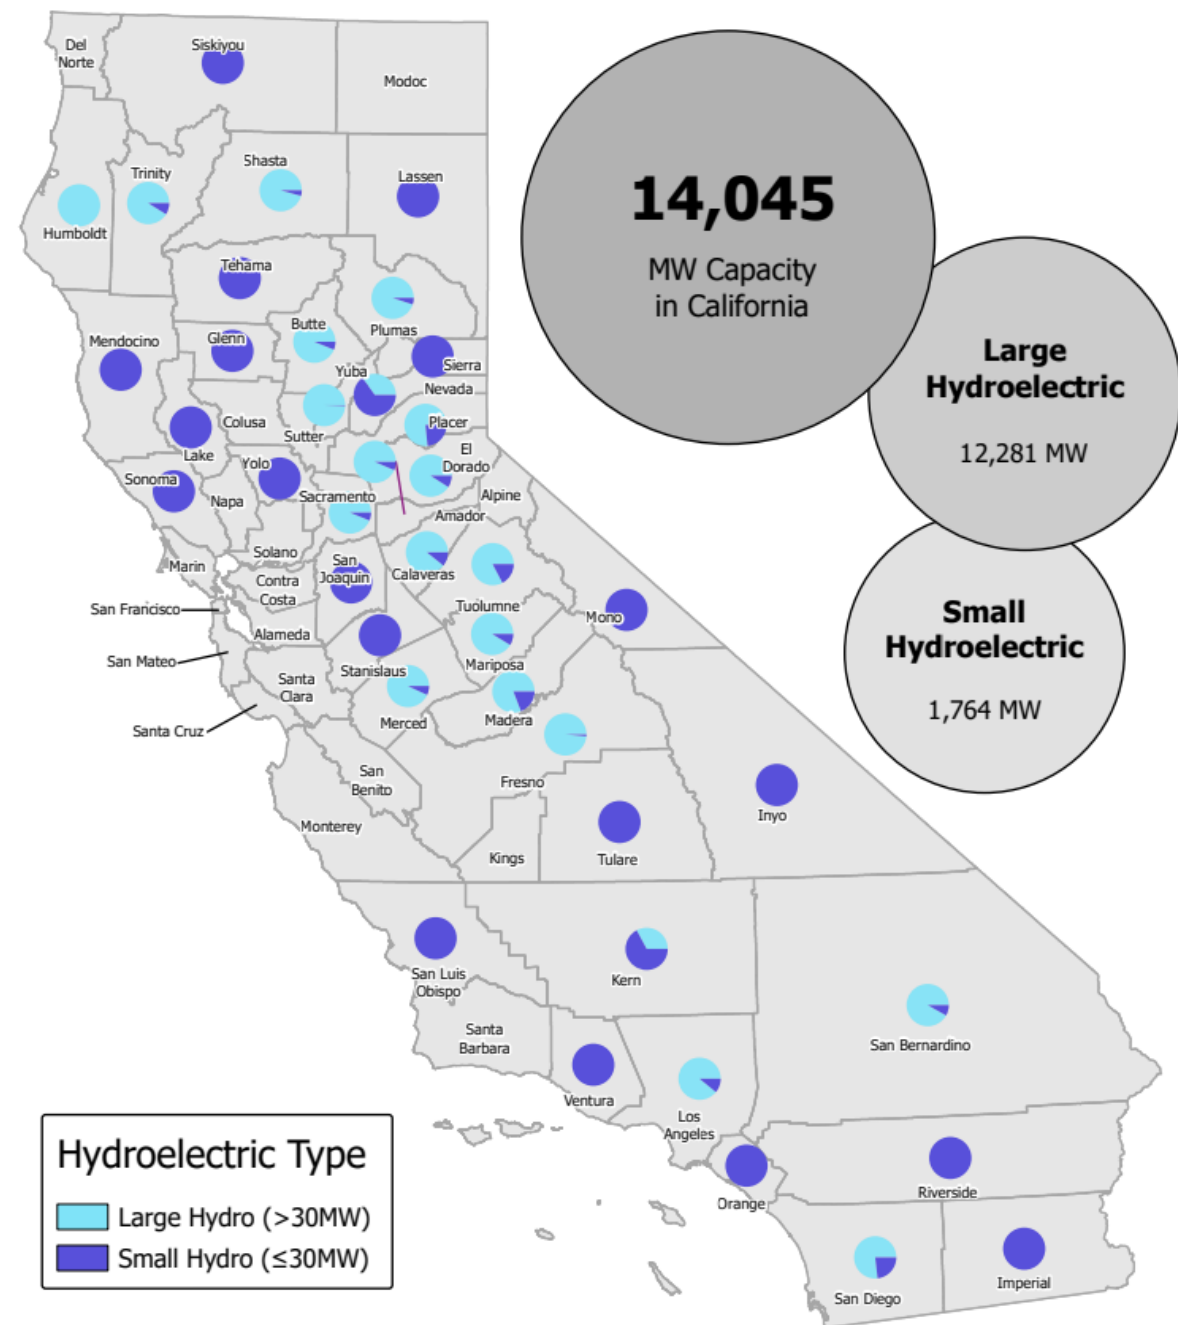 Del
Norte
Siskiyou
Modoc
Humboldt
Trinity
Shasta
Lassen
Tehama
Plumas
Mendocino
Glenn
Butte
Sierra
Yuba
Nevada
Lake
Colusa
Sutter
Placer
El
Dorado
Sonoma
Napa
Yolo
Sacramento
Alpine
Amador
Marin
Solano
Contra
Costa
San
Joaquin
Calaveras
Tuolumne
Mono
San Francisco
Alameda
San Mateo
Santa
Clara
Stanislaus
Mariposa
Santa Cruz
Merced
Madera
San
Benito
Fresno
Monterey
Kings
Tulare
Inyo
San Luis
Obispo
Kern
Santa
Barbara
Ventura
Los
Angeles
San Bernardino
Orange
Riverside
San Diego
Imperial
14,045
MW Capacity
in California
Large
Hydroelectric
12,281 MW
Small
Hydroelectric
1,764 MW
Hydroelectric Type
Large Hydro (>30MW)
Small Hydro (≤30MW)